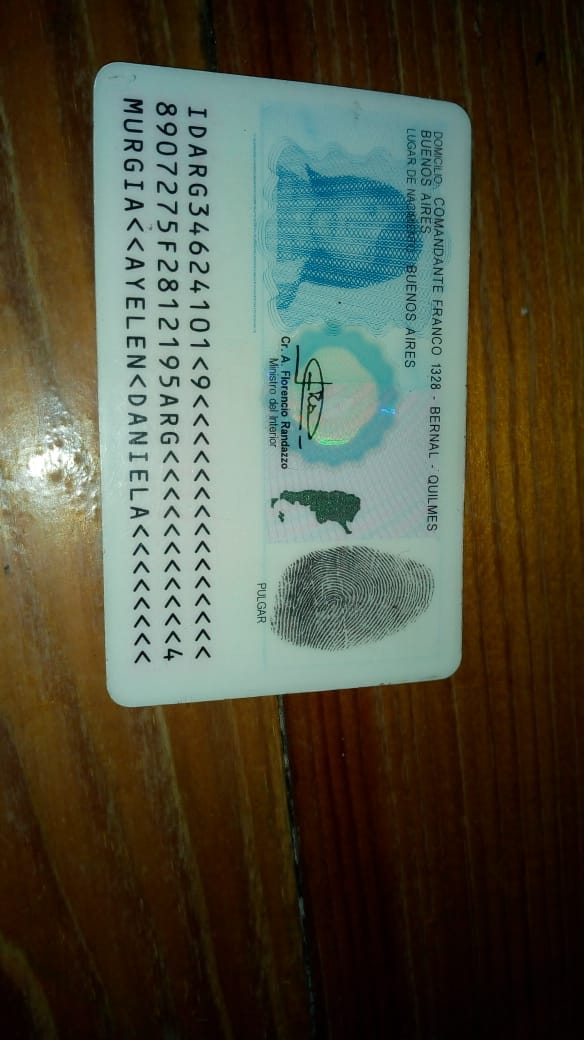 DOMICILIO: COMANDANTE FRANCO 1328 - BERNAL - QUILMES
BUENOS AIRES
LUGAR DE NACIMIENTO: BUENOS AIRES
Cr. A. Florencio Randazzo
Ministro del Interior
PULGAR
IDARG34624101<9<<<<<<<<<<<<<<<
8907275F2812195ARG<<<<<<<<<<<4
MURGIA<<AYELEN<DANIELA<<<<<<<<